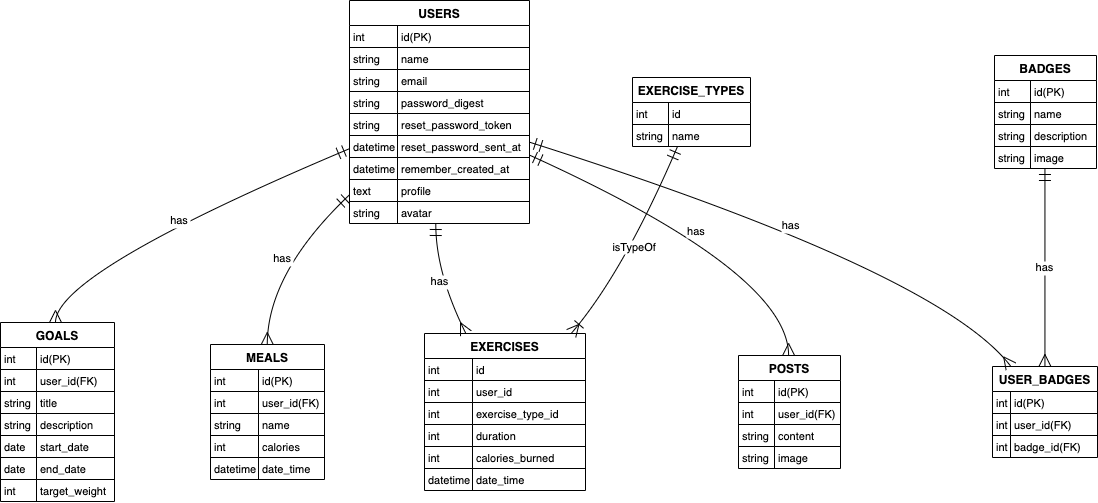 USERS
int id(PK)
string name
string email
string password_digest
string reset_password_token
datetime reset_password_sent_at
datetime remember_created_at
text profile
string avatar
EXERCISE_TYPES
int id
string name
BADGES
int id(PK)
string name
string description
string image
has
has
has
isTypeOf
has
has
has
GOALS
int id(PK)
int user_id(FK)
string title
string description
date start_date
date end_date
int target_weight
MEALS
int id(PK)
int user_id(FK)
string name
int calories
datetime date_time
EXERCISES
int id
int user_id
int exercise_type_id
int duration
int calories_burned
datetime date_time
POSTS
int id(PK)
int user_id(FK)
string content
string image
USER_BADGES
int id(PK)
int user_id(FK)
int badge_id(FK)